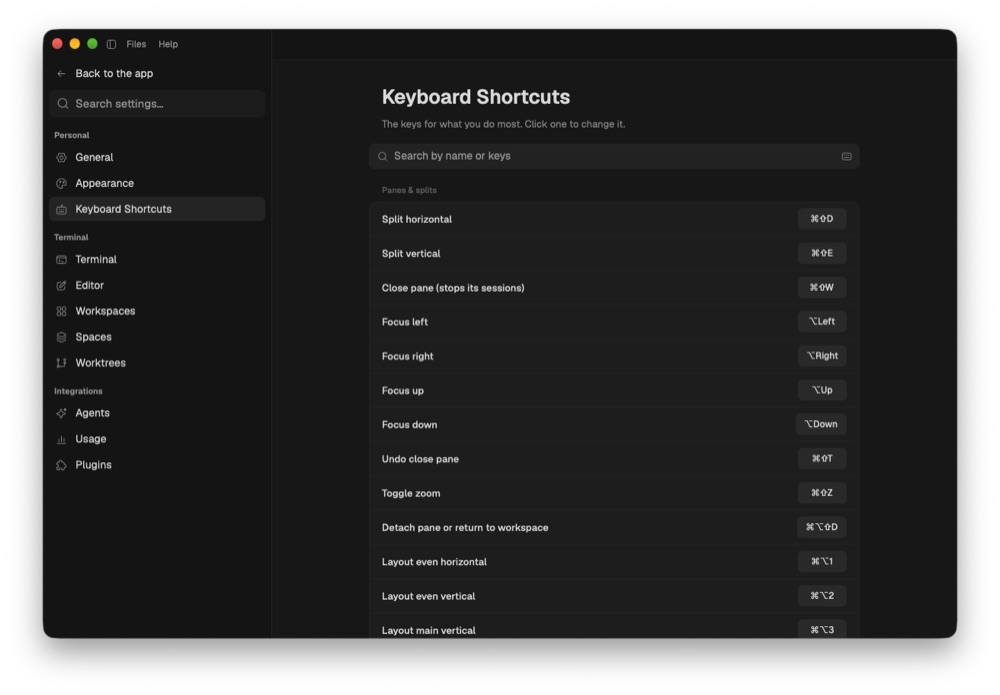 Files Help
Back to the app
Search settings...
Personal
General
Appearance
Keyboard Shortcuts
Terminal
Terminal
Editor
Workspaces
Spaces
Worktrees
Integrations
Agents
Usage
Plugins
Keyboard Shortcuts
The keys for what you do most. Click one to change it.
Search by name or keys
Panes & splits
Split horizontal ⌘⇧D
Split vertical ⌘⇧E
Close pane (stops its sessions) ⌘⇧W
Focus left ⌥Left
Focus right ⌥Right
Focus up ⌥Up
Focus down ⌥Down
Undo close pane ⌘⇧T
Toggle zoom ⌘⇧Z
Detach pane or return to workspace ⌘⌥⇧D
Layout even horizontal ⌘⌥1
Layout even vertical ⌘⌥2
Layout main vertical ⌘⌥3